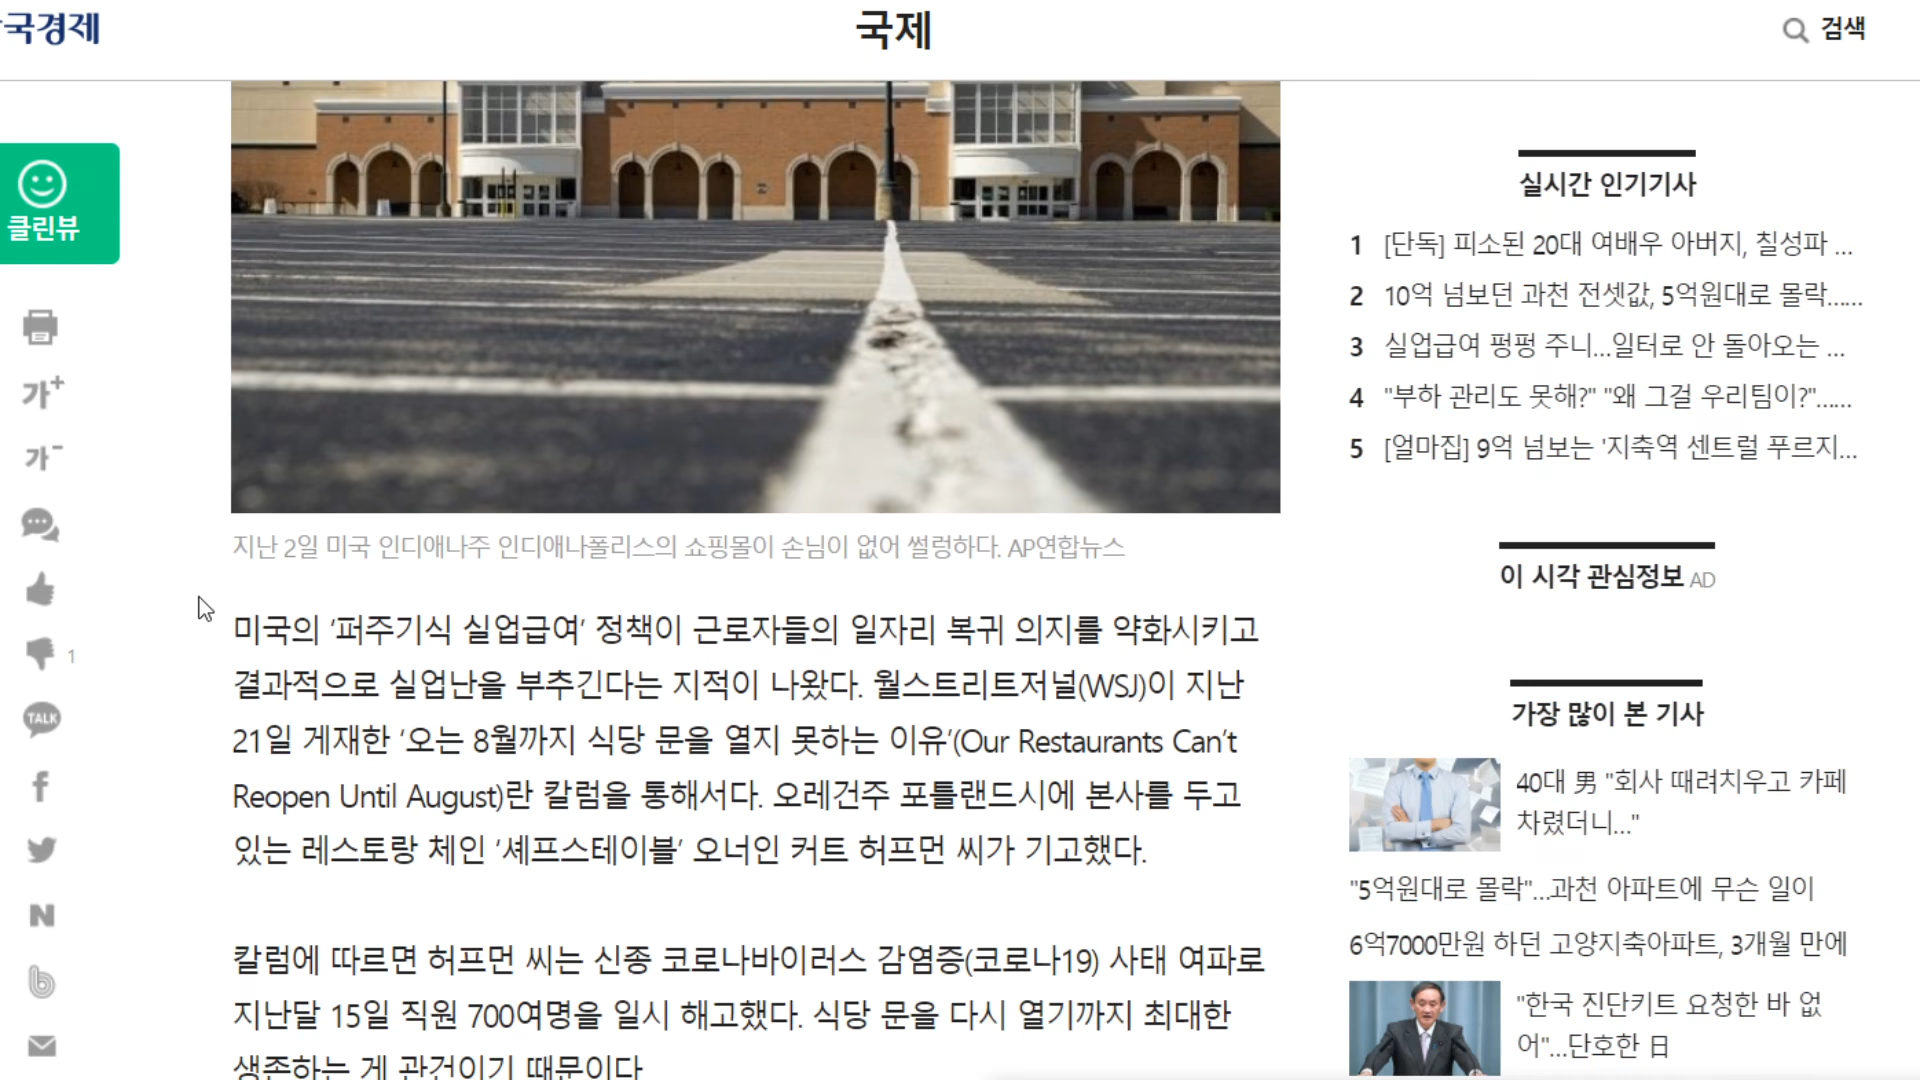 국경제
국제
검색
클린뷰
가+
가-
1
TALK
지난 2일 미국 인디애나주 인디애나폴리스의 쇼핑몰이 손님이 없어 썰렁하다. AP연합뉴스
미국의 ‘퍼주기식 실업급여’ 정책이 근로자들의 일자리 복귀 의지를 약화시키고
결과적으로 실업난을 부추긴다는 지적이 나왔다. 월스트리트저널(WSJ)이 지난
21일 게재한 ‘오는 8월까지 식당 문을 열지 못하는 이유’(Our Restaurants Can’t
Reopen Until August)란 칼럼을 통해서다. 오레건주 포틀랜드시에 본사를 두고
있는 레스토랑 체인 ‘셰프스테이블’ 오너인 커트 허프먼 씨가 기고했다.
칼럼에 따르면 허프먼 씨는 신종 코로나바이러스 감염증(코로나19) 사태 여파로
지난달 15일 직원 700여명을 일시 해고했다. 식당 문을 다시 열기까지 최대한
생존하는 게 관건이기 때문이다
실시간 인기기사
1 [단독] 피소된 20대 여배우 아버지, 칠성파 ...
2 10억 넘보던 과천 전셋값, 5억원대로 몰락......
3 실업급여 펑펑 주니...일터로 안 돌아오는 ...
4 "부하 관리도 못해?" "왜 그걸 우리팀이?"......
5 [얼마집] 9억 넘보는 '지축역 센트럴 푸르지...
이 시각 관심정보 AD
가장 많이 본 기사
40대 男 "회사 때려치우고 카페
차렸더니..."
"5억원대로 몰락"...과천 아파트에 무슨 일이
6억7000만원 하던 고양지축아파트, 3개월 만에
"한국 진단키트 요청한 바 없
어"...단호한 日